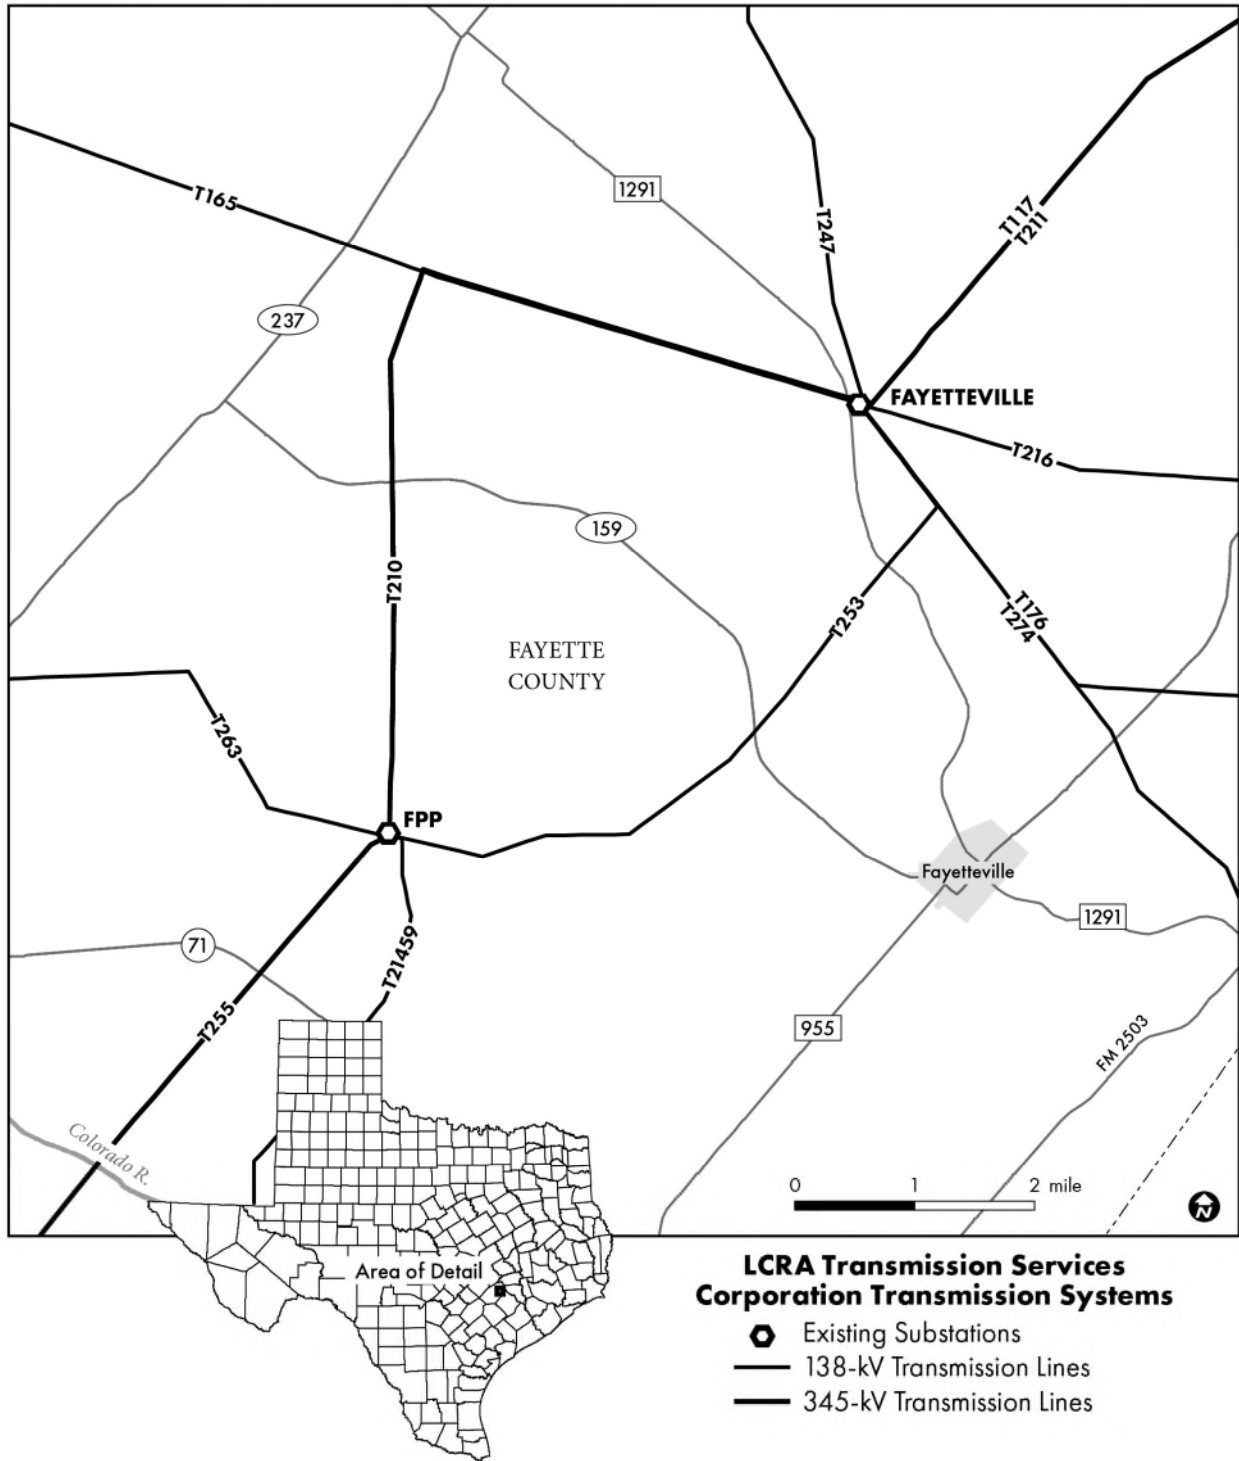 1291
T165
T247
T117
T211
237
FAYETTEVILLE
T216
159
T210
T253
T176
T274
FAYETTE
COUNTY
T263
FPP
Fayetteville
1291
71
T21459
T255
955
FM 2503
Colorado R.
0 1 2 mile
N
Area of Detail
LCRA Transmission Services
Corporation Transmission Systems
Existing Substations
138-kV Transmission Lines
345-kV Transmission Lines